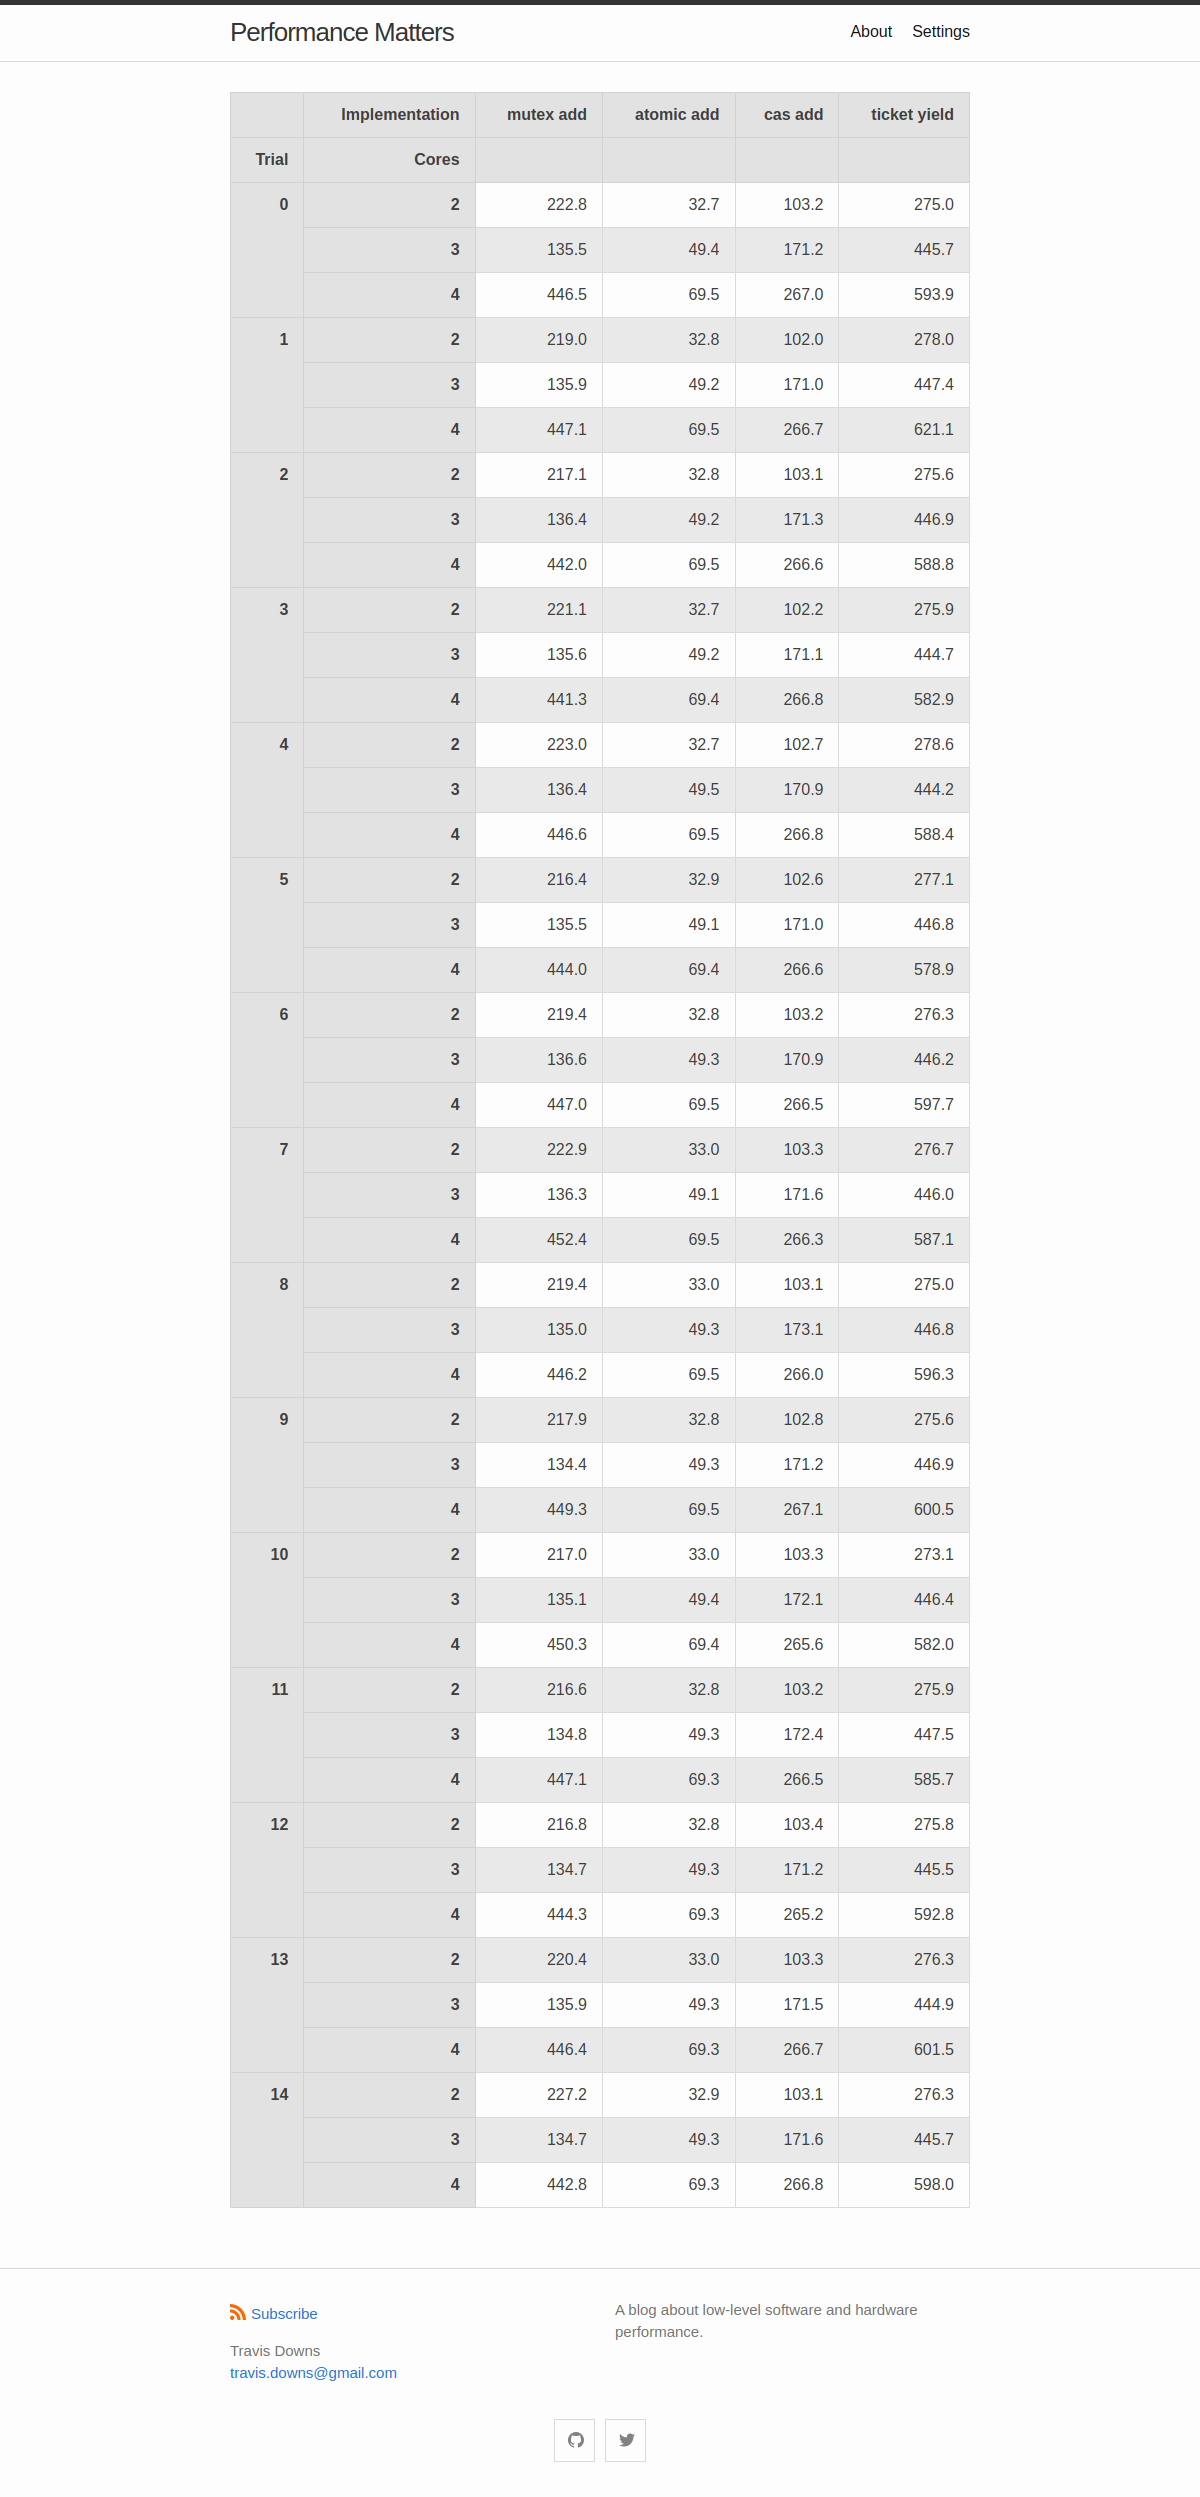 Performance Matters
About Settings
Implementation mutex add atomic add cas add ticket yield
Trial Cores
0 2 222.8 32.7 103.2 275.0
3 135.5 49.4 171.2 445.7
4 446.5 69.5 267.0 593.9
1 2 219.0 32.8 102.0 278.0
3 135.9 49.2 171.0 447.4
4 447.1 69.5 266.7 621.1
2 2 217.1 32.8 103.1 275.6
3 136.4 49.2 171.3 446.9
4 442.0 69.5 266.6 588.8
3 2 221.1 32.7 102.2 275.9
3 135.6 49.2 171.1 444.7
4 441.3 69.4 266.8 582.9
4 2 223.0 32.7 102.7 278.6
3 136.4 49.5 170.9 444.2
4 446.6 69.5 266.8 588.4
5 2 216.4 32.9 102.6 277.1
3 135.5 49.1 171.0 446.8
4 444.0 69.4 266.6 578.9
6 2 219.4 32.8 103.2 276.3
3 136.6 49.3 170.9 446.2
4 447.0 69.5 266.5 597.7
7 2 222.9 33.0 103.3 276.7
3 136.3 49.1 171.6 446.0
4 452.4 69.5 266.3 587.1
8 2 219.4 33.0 103.1 275.0
3 135.0 49.3 173.1 446.8
4 446.2 69.5 266.0 596.3
9 2 217.9 32.8 102.8 275.6
3 134.4 49.3 171.2 446.9
4 449.3 69.5 267.1 600.5
10 2 217.0 33.0 103.3 273.1
3 135.1 49.4 172.1 446.4
4 450.3 69.4 265.6 582.0
11 2 216.6 32.8 103.2 275.9
3 134.8 49.3 172.4 447.5
4 447.1 69.3 266.5 585.7
12 2 216.8 32.8 103.4 275.8
3 134.7 49.3 171.2 445.5
4 444.3 69.3 265.2 592.8
13 2 220.4 33.0 103.3 276.3
3 135.9 49.3 171.5 444.9
4 446.4 69.3 266.7 601.5
14 2 227.2 32.9 103.1 276.3
3 134.7 49.3 171.6 445.7
4 442.8 69.3 266.8 598.0
Subscribe
Travis Downs
travis.downs@gmail.com
A blog about low-level software and hardware
performance.